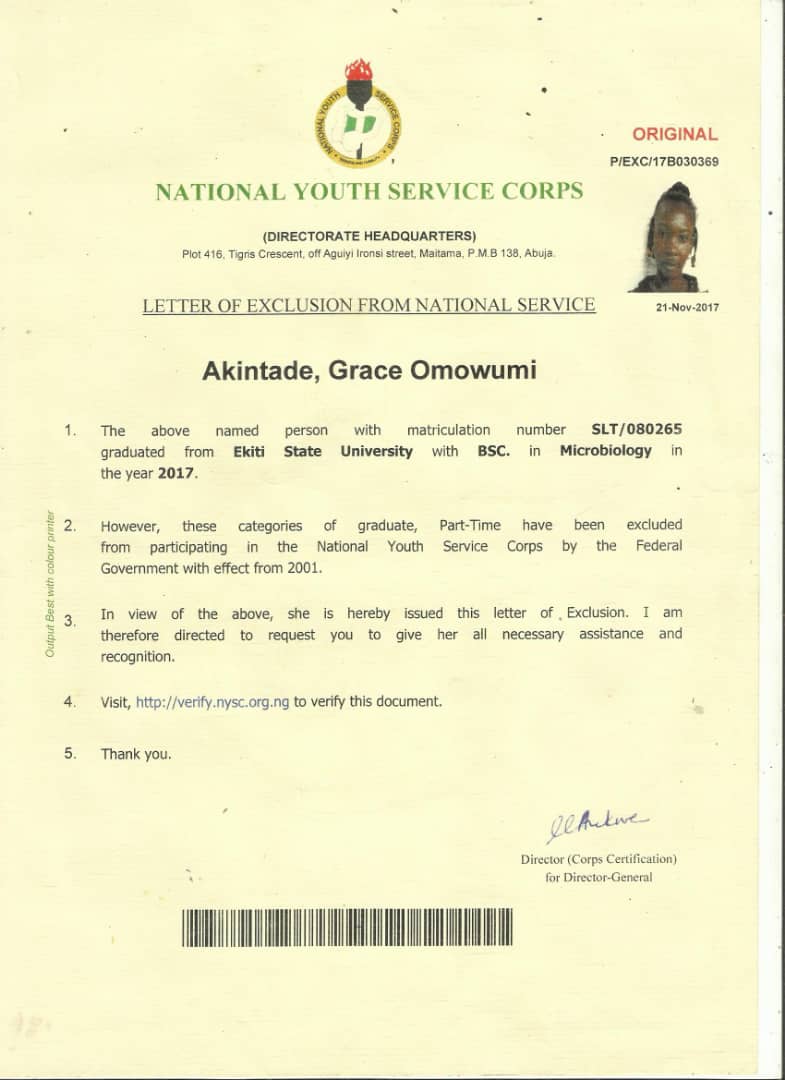 NATIONAL YOUTH SERVICE CORPS
ORIGINAL
P/EXC/17B030369
NATIONAL YOUTH SERVICE CORPS
(DIRECTORATE HEADQUARTERS)
Plot 416, Tigris Crescent, off Aguiyi Ironsi street, Maitama, P.M.B 138, Abuja.
21-Nov-2017
LETTER OF EXCLUSION FROM NATIONAL SERVICE
Akintade, Grace Omowumi
1. The above named person with matriculation number SLT/080265
graduated from Ekiti State University with BSC. in Microbiology in
the year 2017.
2. However, these categories of graduate, Part-Time have been excluded
from participating in the National Youth Service Corps by the Federal
Government with effect from 2001.
3. In view of the above, she is hereby issued this letter of Exclusion. I am
therefore directed to request you to give her all necessary assistance and
recognition.
4. Visit, http://verify.nysc.org.ng to verify this document.
5. Thank you.
Output Best with colour printer
Director (Corps Certification)
for Director-General